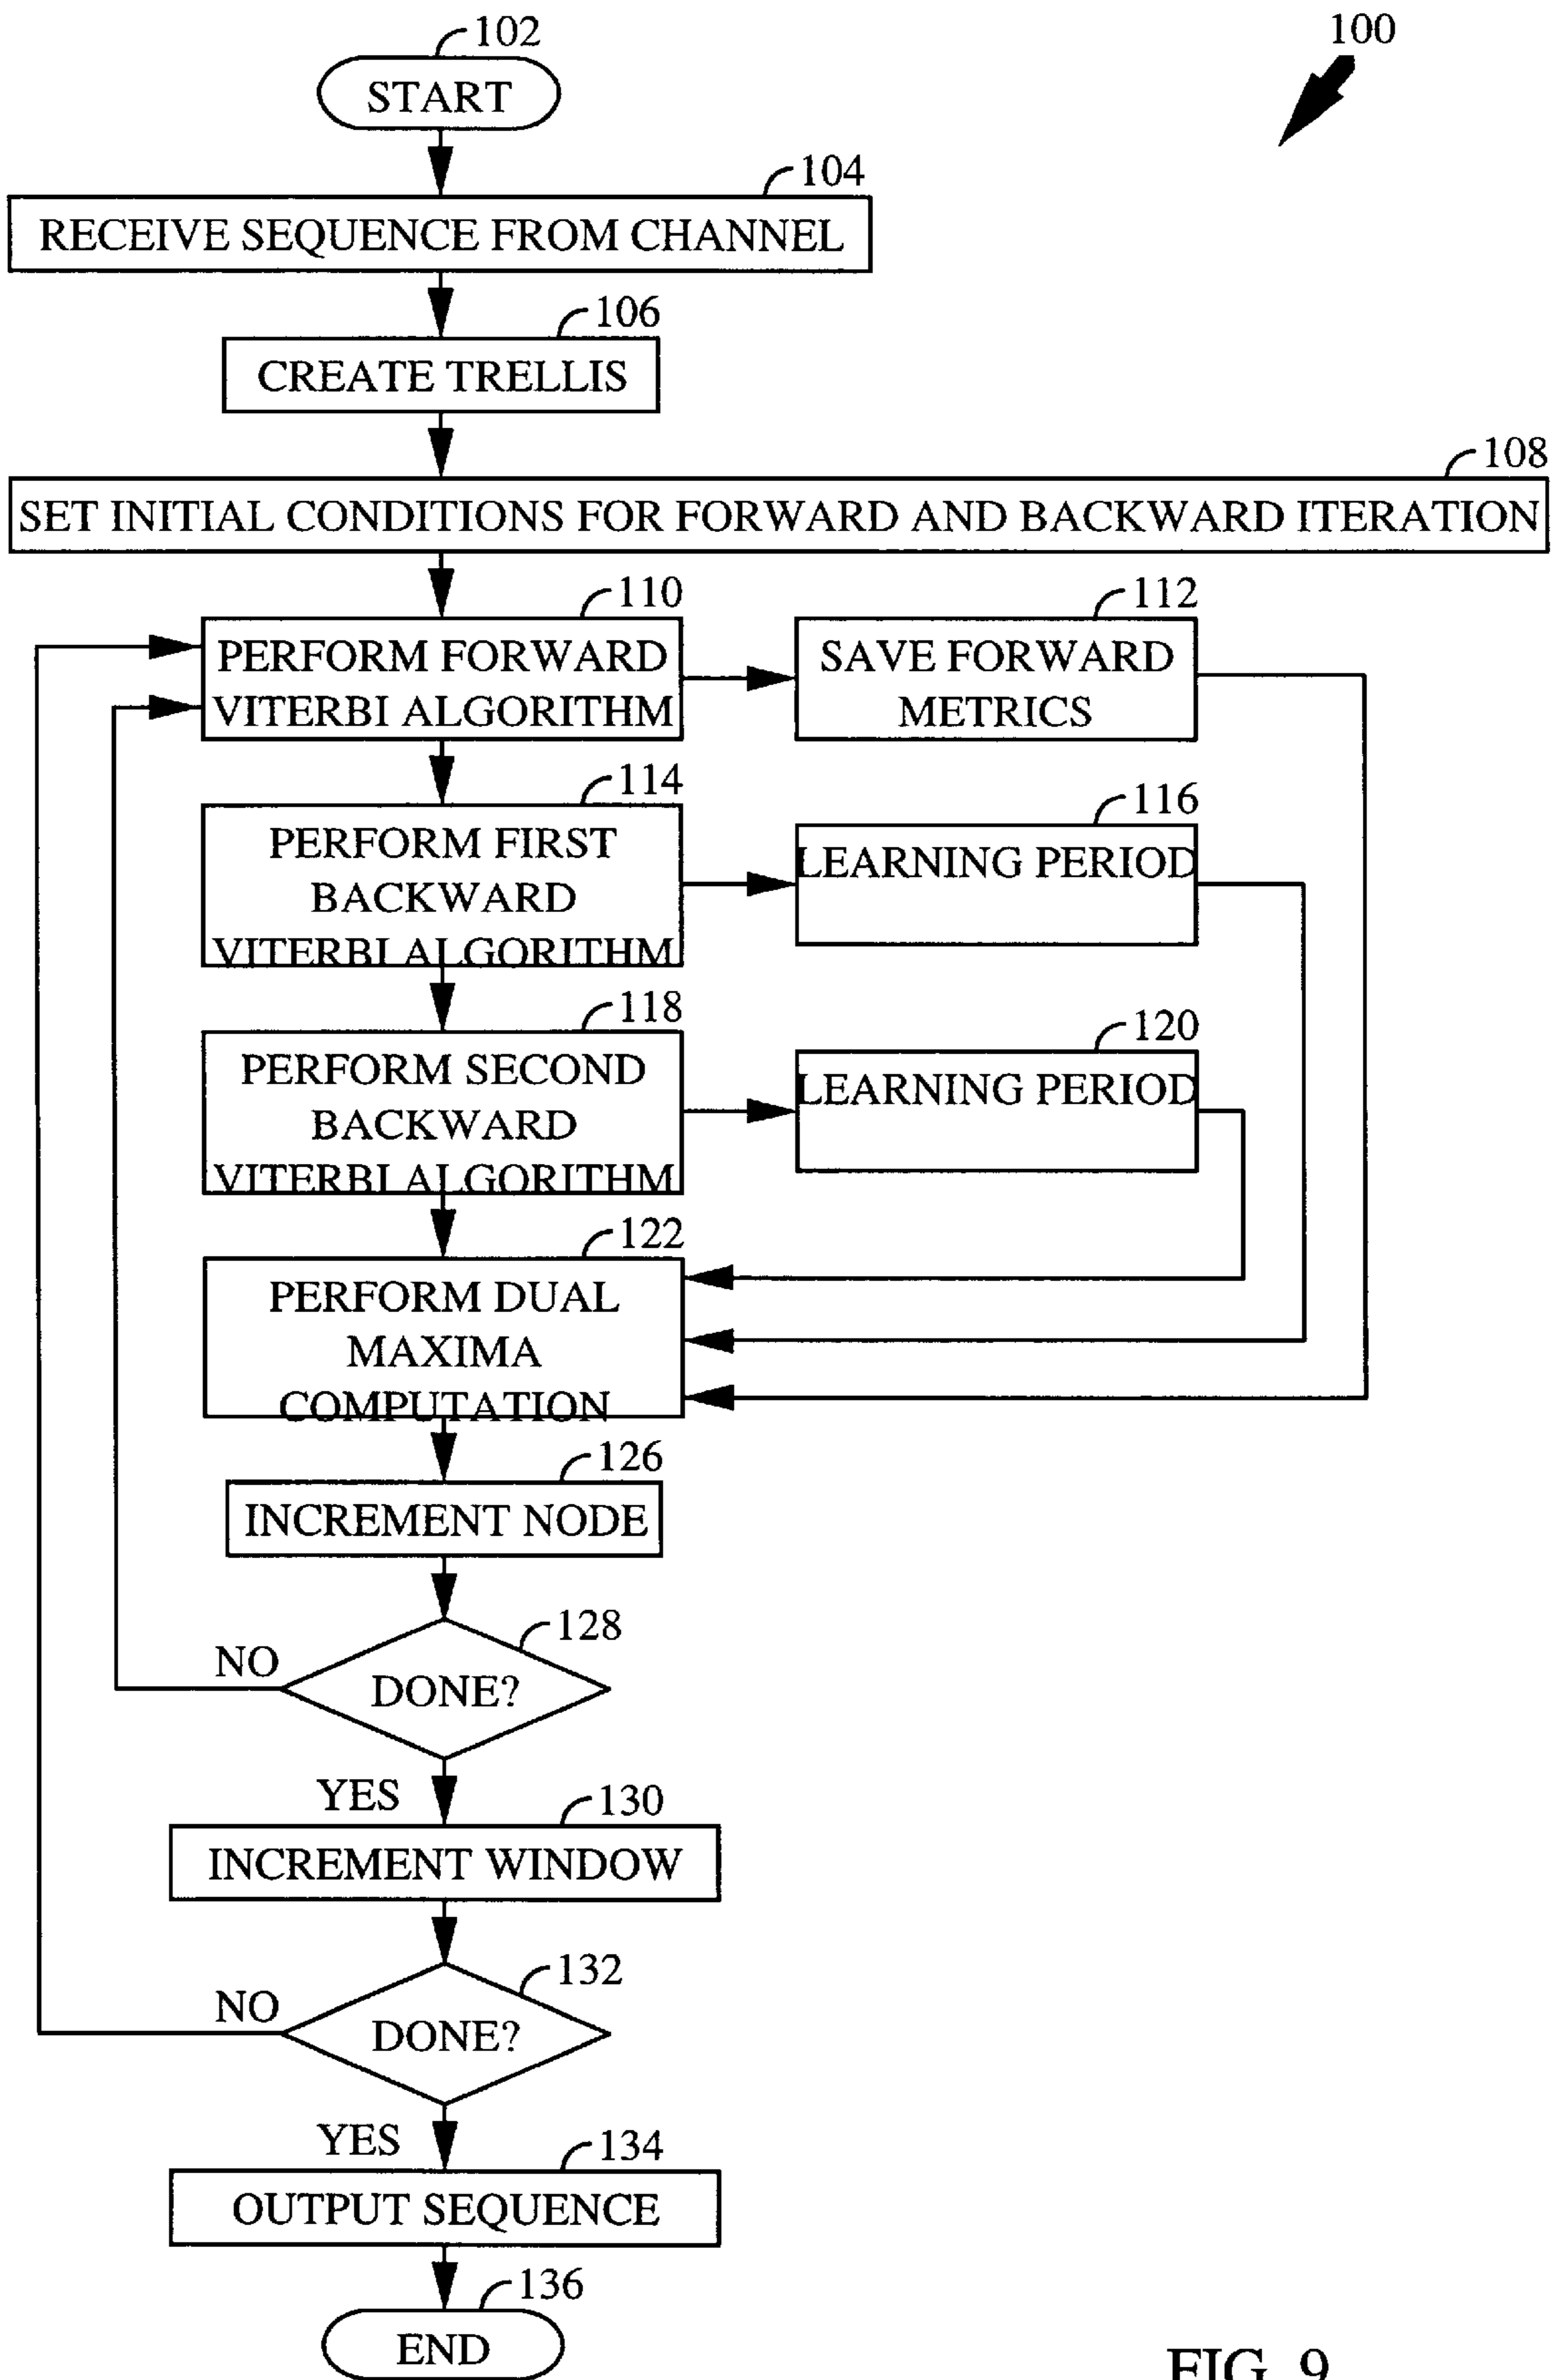 102
100
START
104
RECEIVE SEQUENCE FROM CHANNEL
106
CREATE TRELLIS
108
SET INITIAL CONDITIONS FOR FORWARD AND BACKWARD ITERATION
110
PERFORM FORWARD
VITERBI ALGORITHM
112
SAVE FORWARD
METRICS
114
PERFORM FIRST
BACKWARD
VITERBI ALGORITHM
116
LEARNING PERIOD
118
PERFORM SECOND
BACKWARD
VITERBI ALGORITHM
120
LEARNING PERIOD
122
PERFORM DUAL
MAXIMA
COMPUTATION
126
INCREMENT NODE
128
NO
DONE?
YES
130
INCREMENT WINDOW
132
NO
DONE?
YES
134
OUTPUT SEQUENCE
136
END
FIG. 9